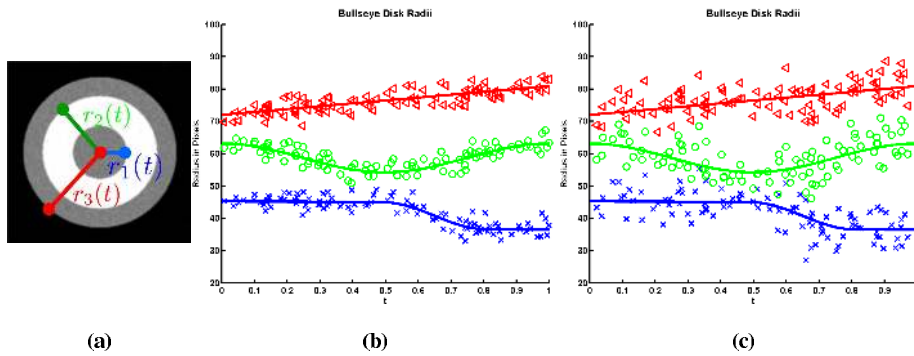 r₂(t)
r₁(t)
r₃(t)
(a)
Bullseye Disk Radii
100
90
80
70
60
50
40
30
20
Radius in Pixels
0 0.1 0.2 0.3 0.4 0.5 0.6 0.7 0.8 0.9 1
t
(b)
Bullseye Disk Radii
100
90
80
70
60
50
40
30
20
Radius in Pixels
0 0.1 0.2 0.3 0.4 0.5 0.6 0.7 0.8 0.9
t
(c)